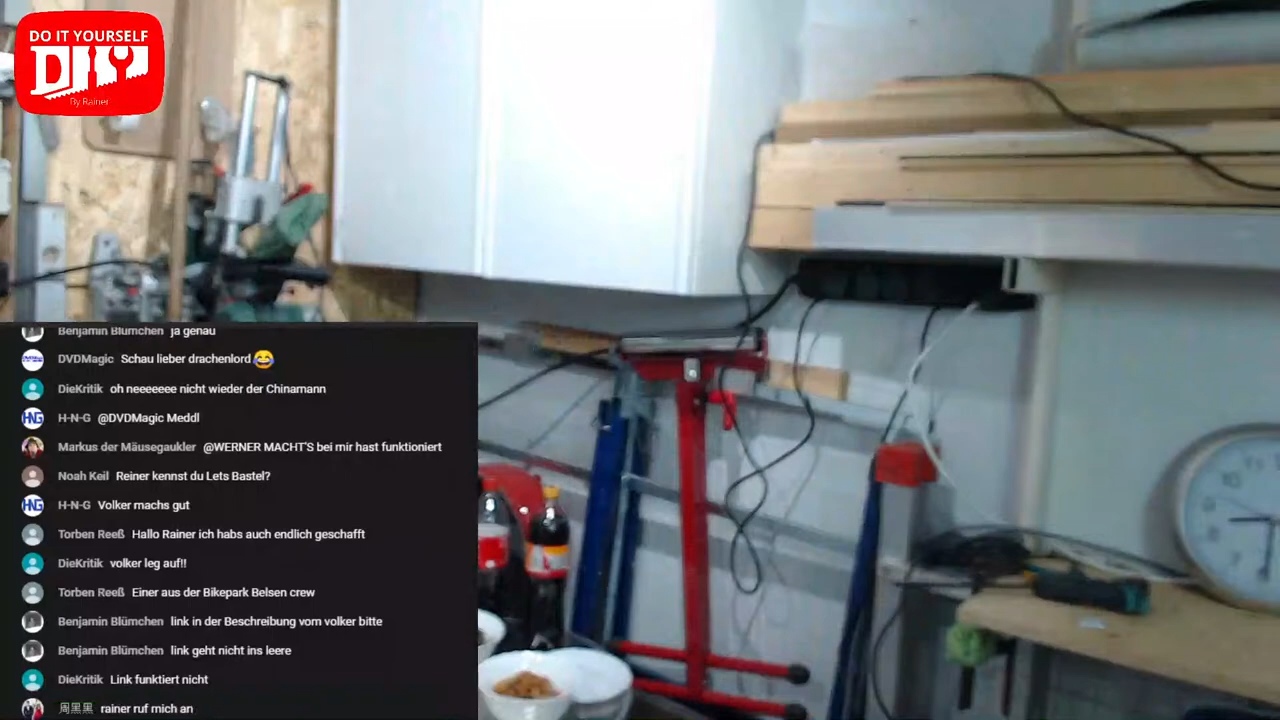 DO IT YOURSELF
DIY
By Rainer
Benjamin Blümchen ja genau
DVDMagic Schau lieber drachenlord😂
DieKritik oh neeeeeee nicht wieder der Chinamann
H-N-G @DVDMagic Meddl
Markus der Mäusegaukler @WERNER MACHT'S bei mir hast funktioniert
Noah Keil Reiner kennst du Lets Bastel?
H-N-G Volker machs gut
Torben Reeß Hallo Rainer ich habs auch endlich geschafft
DieKritik volker leg auf!!
Torben Reeß Einer aus der Bikepark Belsen crew
Benjamin Blümchen link in der Beschreibung vom volker bitte
Benjamin Blümchen link geht nicht ins leere
DieKritik Link funktiert nicht
周黑黑 rainer ruf mich an